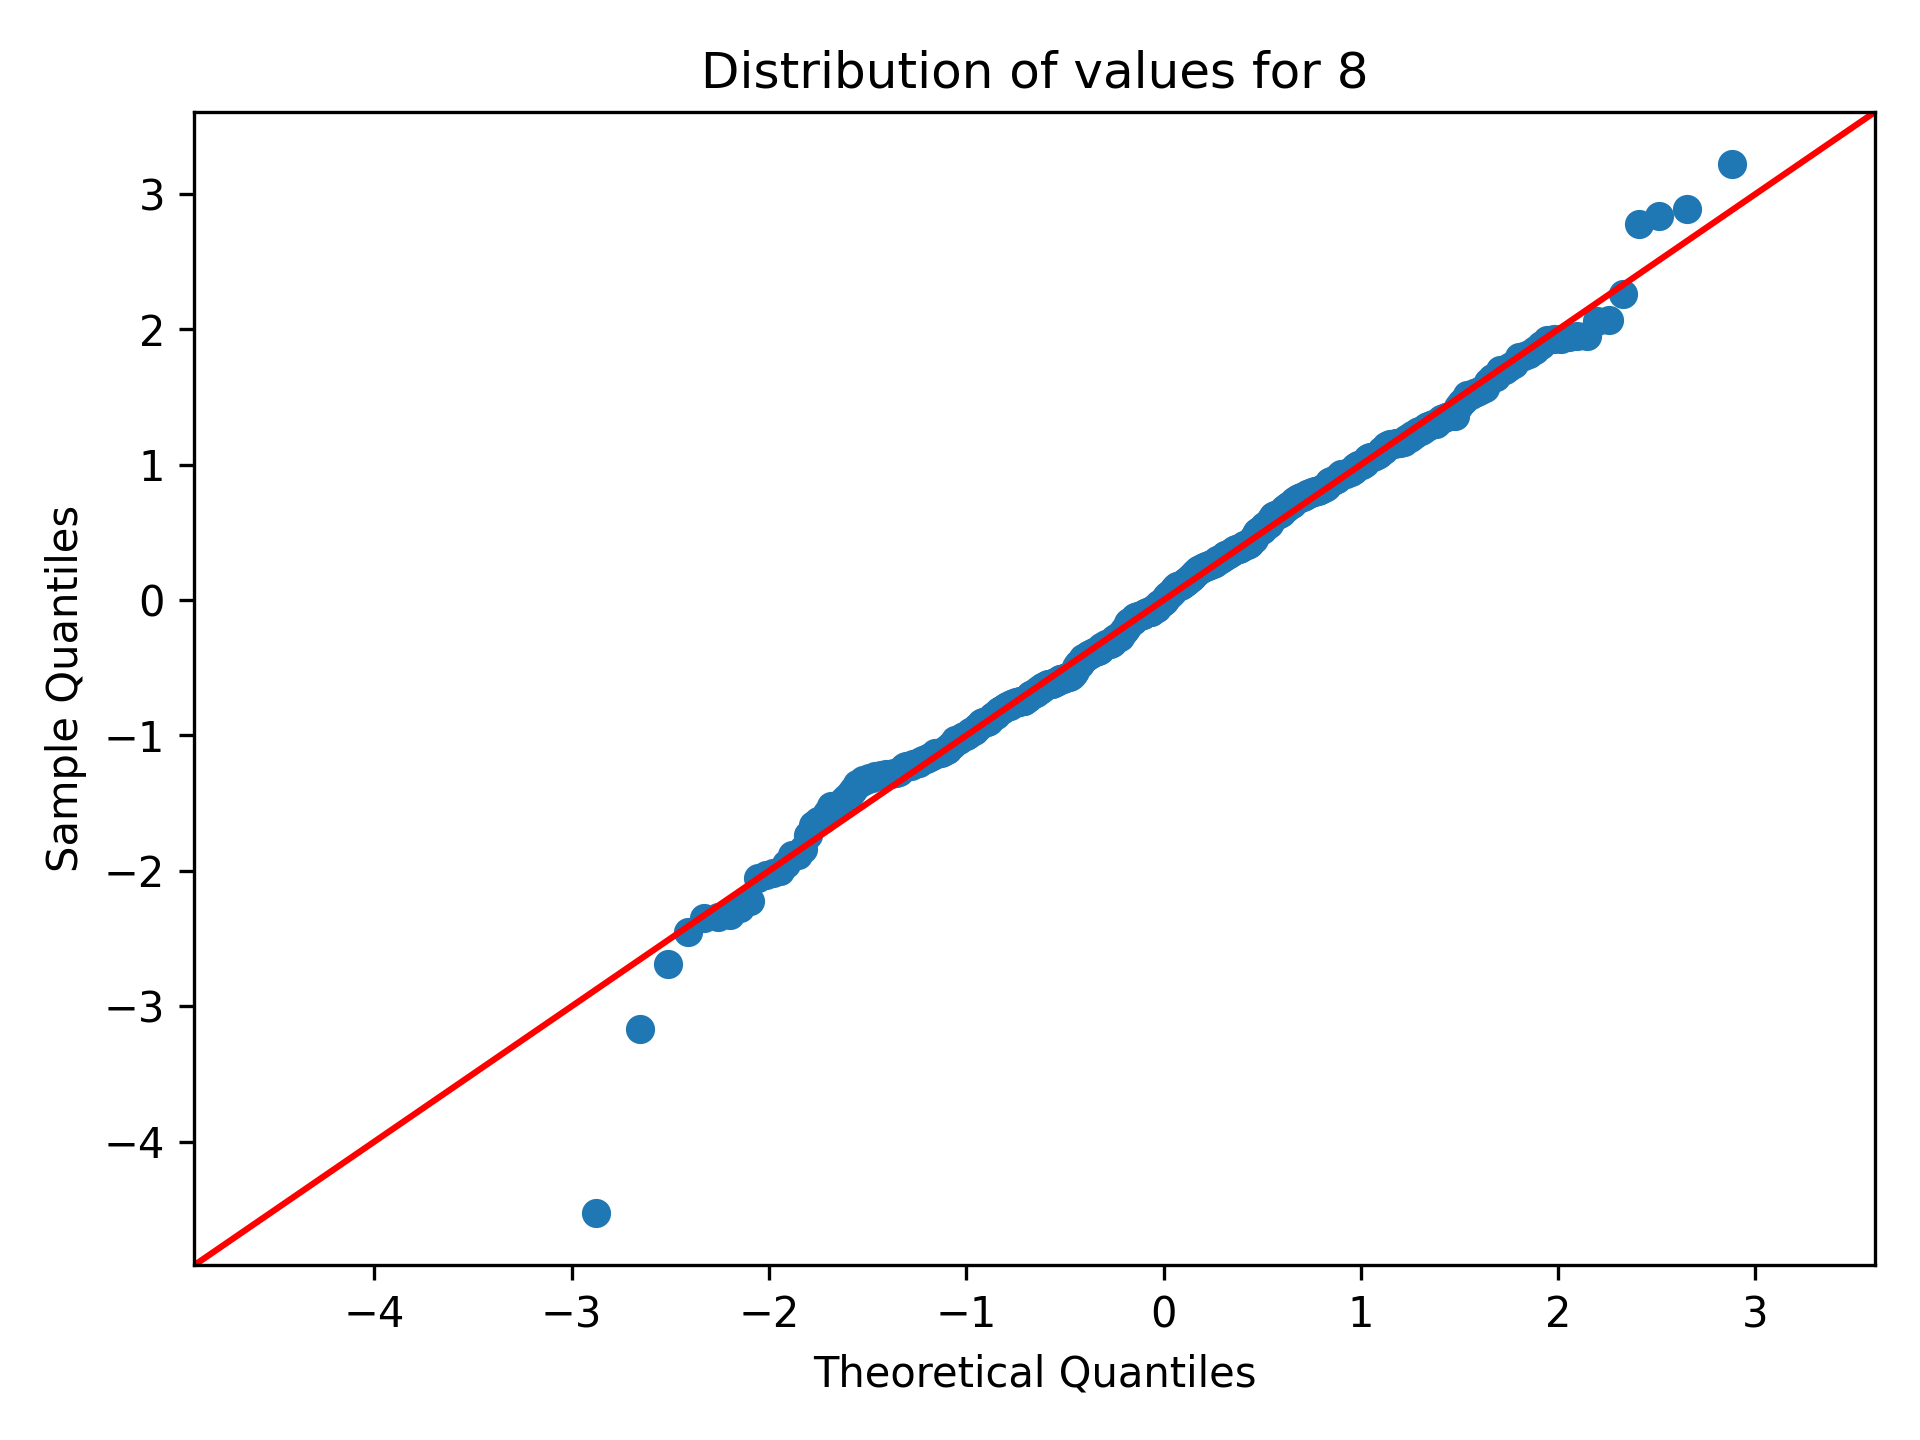 Distribution of values for 8
3
2
1
0
−1
−2
−3
−4
Sample Quantiles
−4 −3 −2 −1 0 1 2 3
Theoretical Quantiles